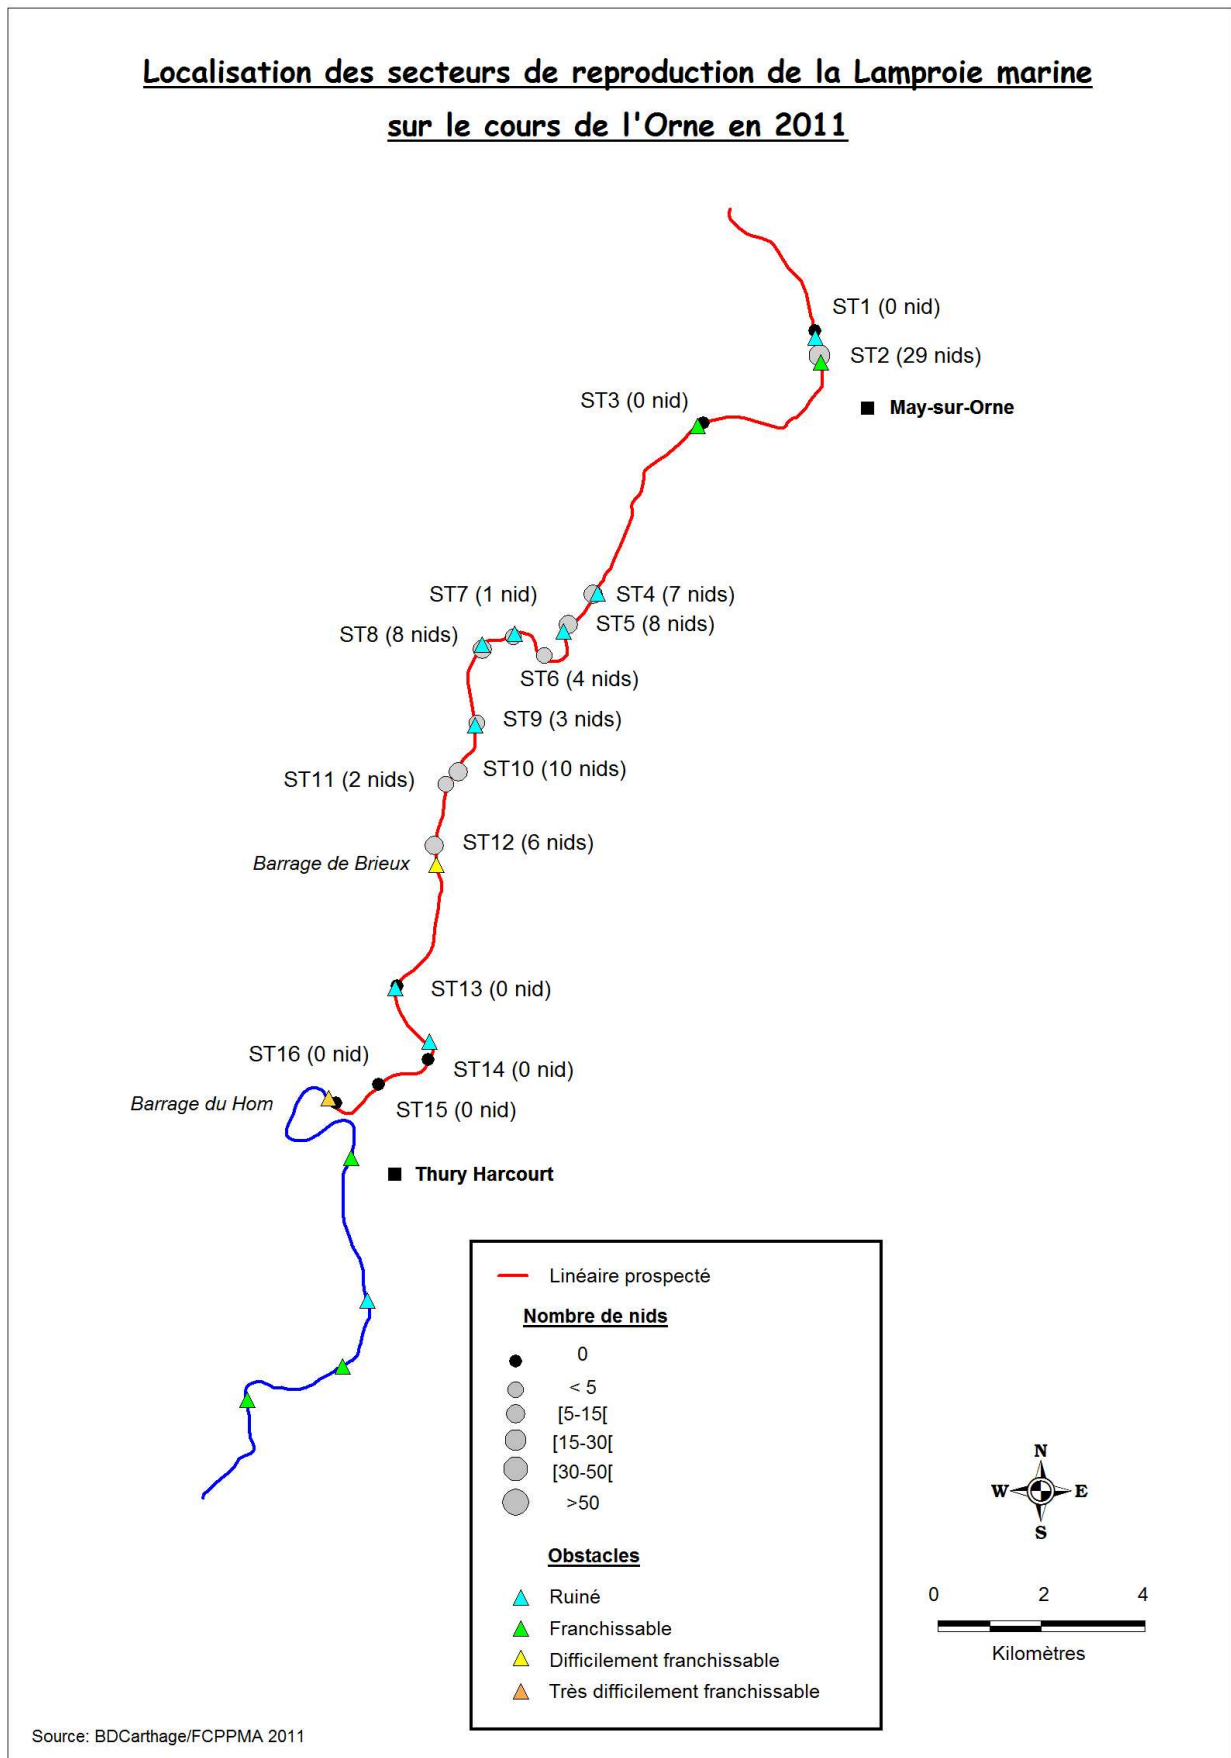 Localisation des secteurs de reproduction de la Lamproie marine
sur le cours de l'Orne en 2011
ST1 (0 nid)
ST2 (29 nids)
ST3 (0 nid)
May-sur-Orne
ST7 (1 nid)
ST4 (7 nids)
ST5 (8 nids)
ST8 (8 nids)
ST6 (4 nids)
ST9 (3 nids)
ST10 (10 nids)
ST11 (2 nids)
ST12 (6 nids)
Barrage de Brieux
ST13 (0 nid)
ST16 (0 nid)
ST14 (0 nid)
Barrage du Hom
ST15 (0 nid)
Thury Harcourt
Linéaire prospecté
Nombre de nids
0
< 5
[5-15[
[15-30[
[30-50[
>50
Obstacles
Ruiné
Franchissable
Difficilement franchissable
Très difficilement franchissable
N
W E
S
0 2 4
Kilomètres
Source: BDCarthage/FCPPMA 2011